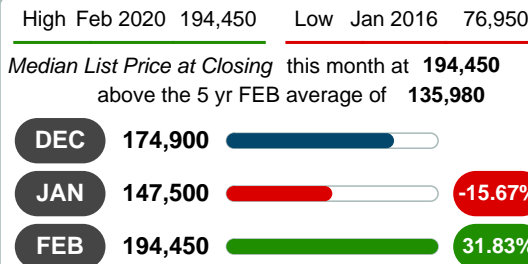 High Feb 2020 194,450 Low Jan 2016 76,950
Median List Price at Closing this month at 194,450
above the 5 yr FEB average of 135,980
DEC 174,900
JAN 147,500 -15.67%
FEB 194,450 31.83%